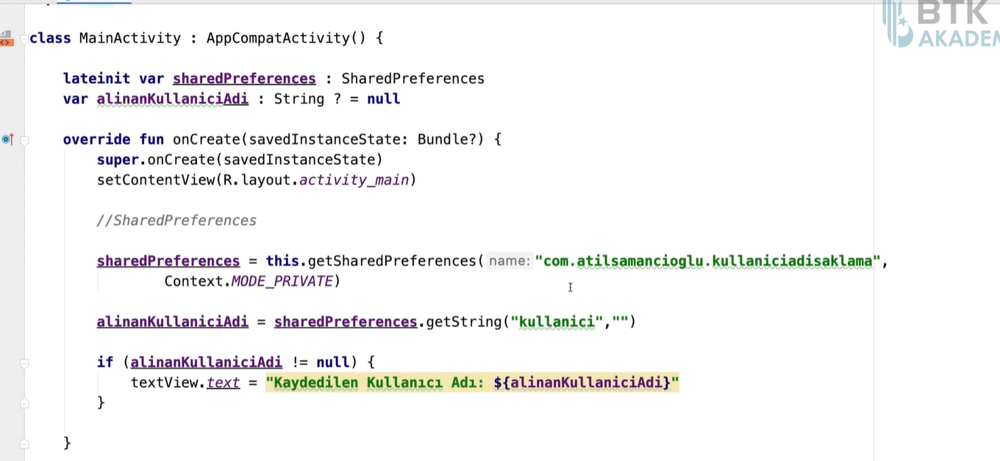 BTK
AKADEM
class MainActivity : AppCompatActivity() {
lateinit var sharedPreferences : SharedPreferences
var alinanKullaniciAdi : String ? = null
override fun onCreate(savedInstanceState: Bundle?) {
super.onCreate(savedInstanceState)
setContentView(R.layout.activity_main)
//SharedPreferences
sharedPreferences = this.getSharedPreferences( name: "com.atilsamancioglu.kullaniciadisaklama",
Context.MODE_PRIVATE)
alinanKullaniciAdi = sharedPreferences.getString("kullanici","")
if (alinanKullaniciAdi != null) {
textView.text = "Kaydedilen Kullanıcı Adı: ${alinanKullaniciAdi}"
}
}